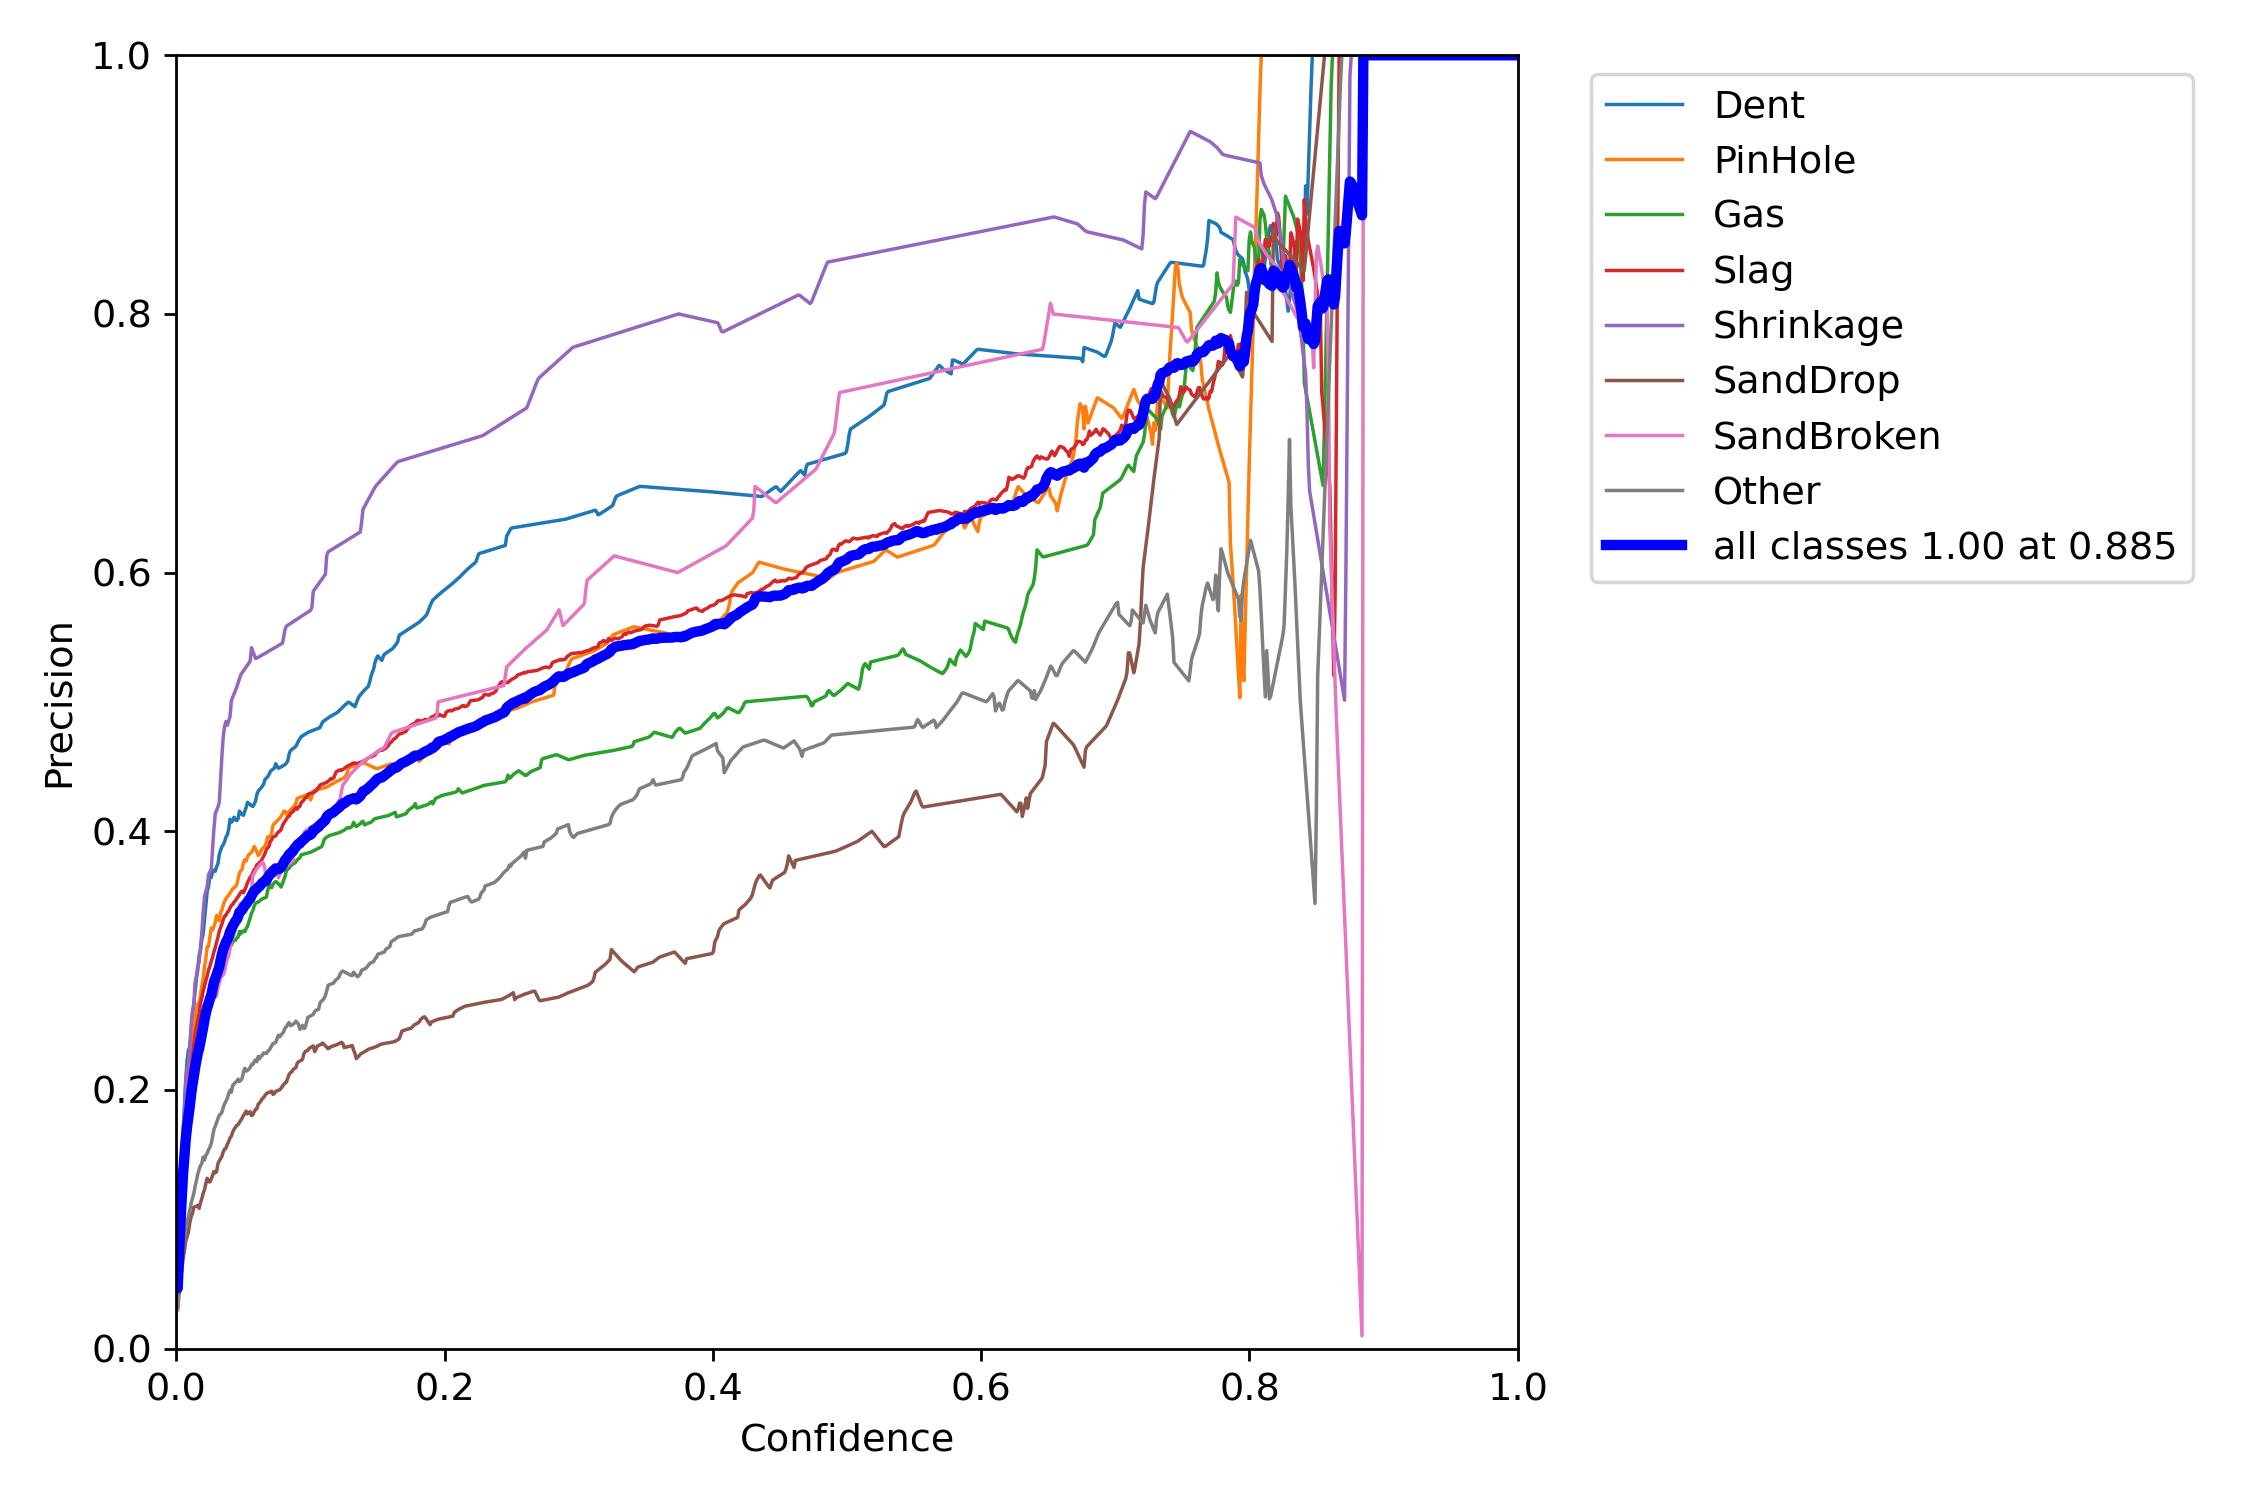 1.0
0.8
0.6
0.4
0.2
0.0
Precision
0.0 0.2 0.4 0.6 0.8 1.0
Confidence
Dent
PinHole
Gas
Slag
Shrinkage
SandDrop
SandBroken
Other
all classes 1.00 at 0.885